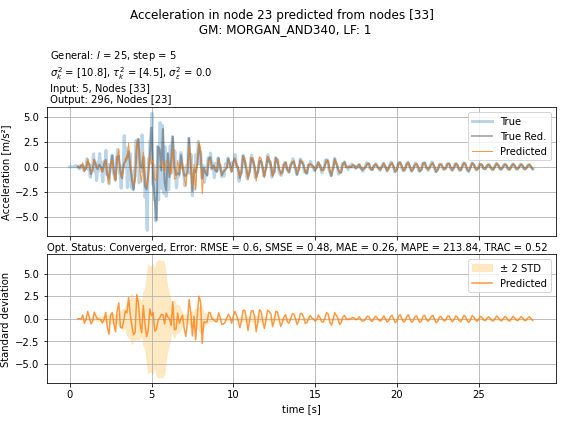 Acceleration in node 23 predicted from nodes [33]
GM: MORGAN_AND340, LF: 1
General: l = 25, step = 5
σ²ₖ = [10.8], τ²ₖ = [4.5], σ²ε = 0.0
Input: 5, Nodes [33]
Output: 296, Nodes [23]
Acceleration [m/s²]
5.0
2.5
0.0
−2.5
−5.0
True
True Red.
Predicted
Opt. Status: Converged, Error: RMSE = 0.6, SMSE = 0.48, MAE = 0.26, MAPE = 213.84, TRAC = 0.52
Standard deviation
5.0
2.5
0.0
−2.5
−5.0
± 2 STD
Predicted
0 5 10 15 20 25
time [s]